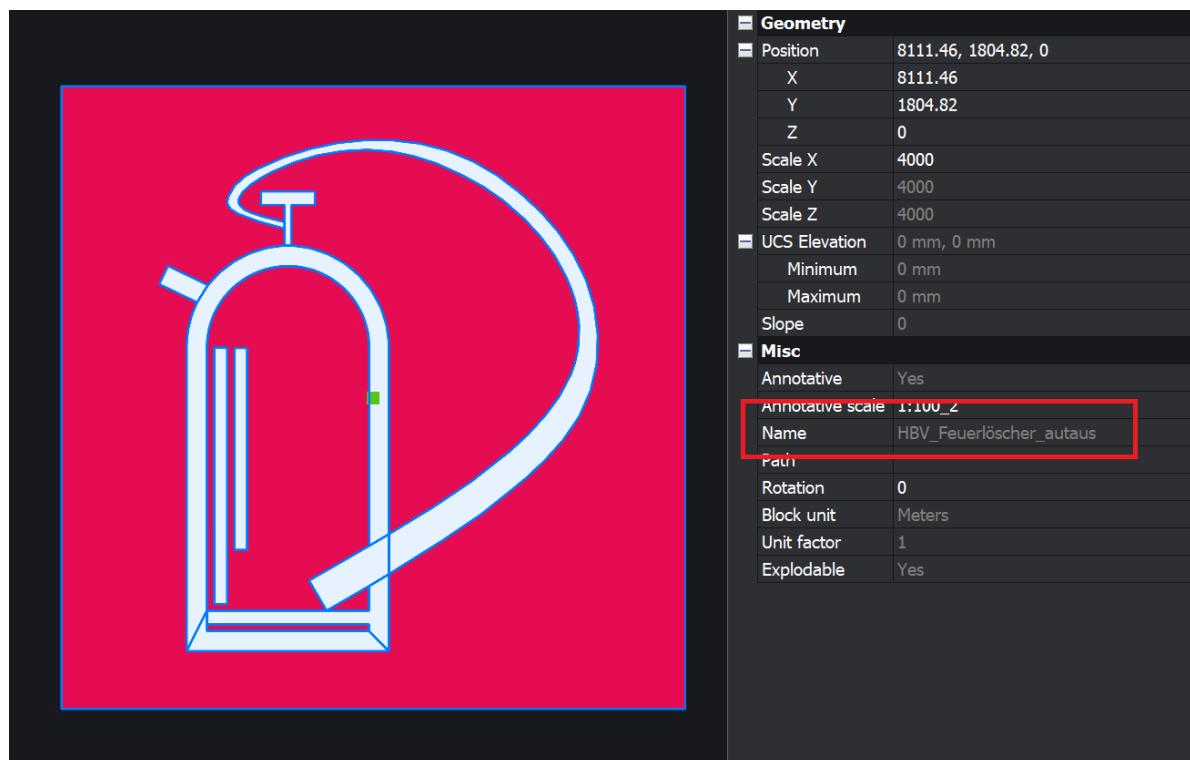 Geometry
Position 8111.46, 1804.82, 0
X 8111.46
Y 1804.82
Z 0
Scale X 4000
Scale Y 4000
Scale Z 4000
UCS Elevation 0 mm, 0 mm
Minimum 0 mm
Maximum 0 mm
Slope 0
Misc
Annotative Yes
Annotative scale 1:100_2
Name HBV_Feuerlöscher_autaus
Path
Rotation 0
Block unit Meters
Unit factor 1
Explodable Yes